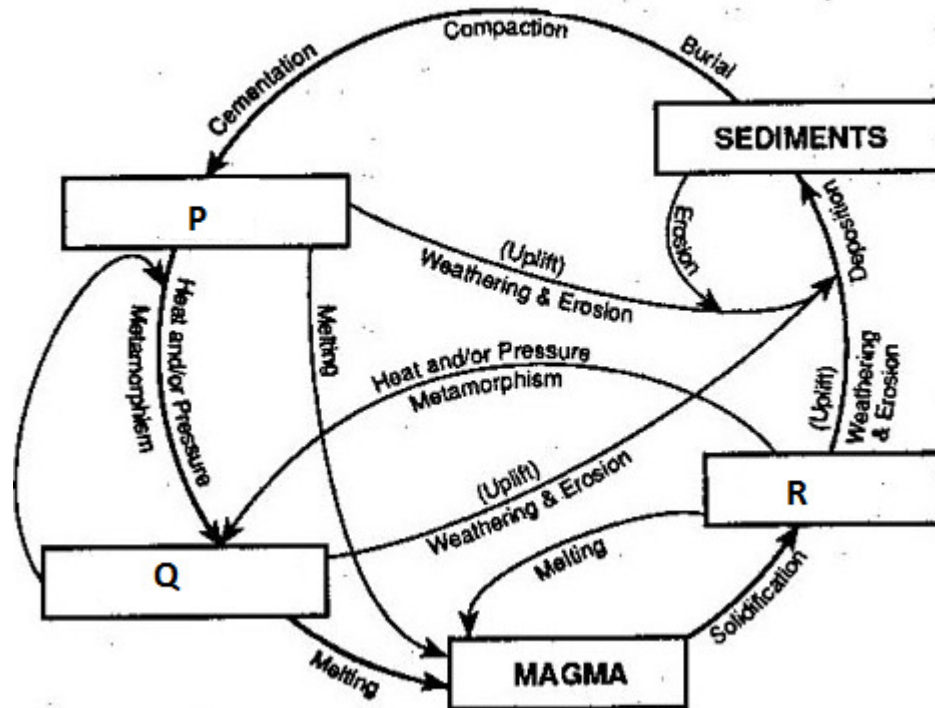 Compaction
Burial
Cementation
SEDIMENTS
P
Erosion
Deposition
(Uplift)
Weathering & Erosion
Heat and/or Pressure
Metamorphism
Melting
Heat and/or Pressure
Metamorphism
(Uplift)
Weathering
& Erosion
(Uplift)
Weathering & Erosion
R
Q
Melting
Solidification
Melting
MAGMA